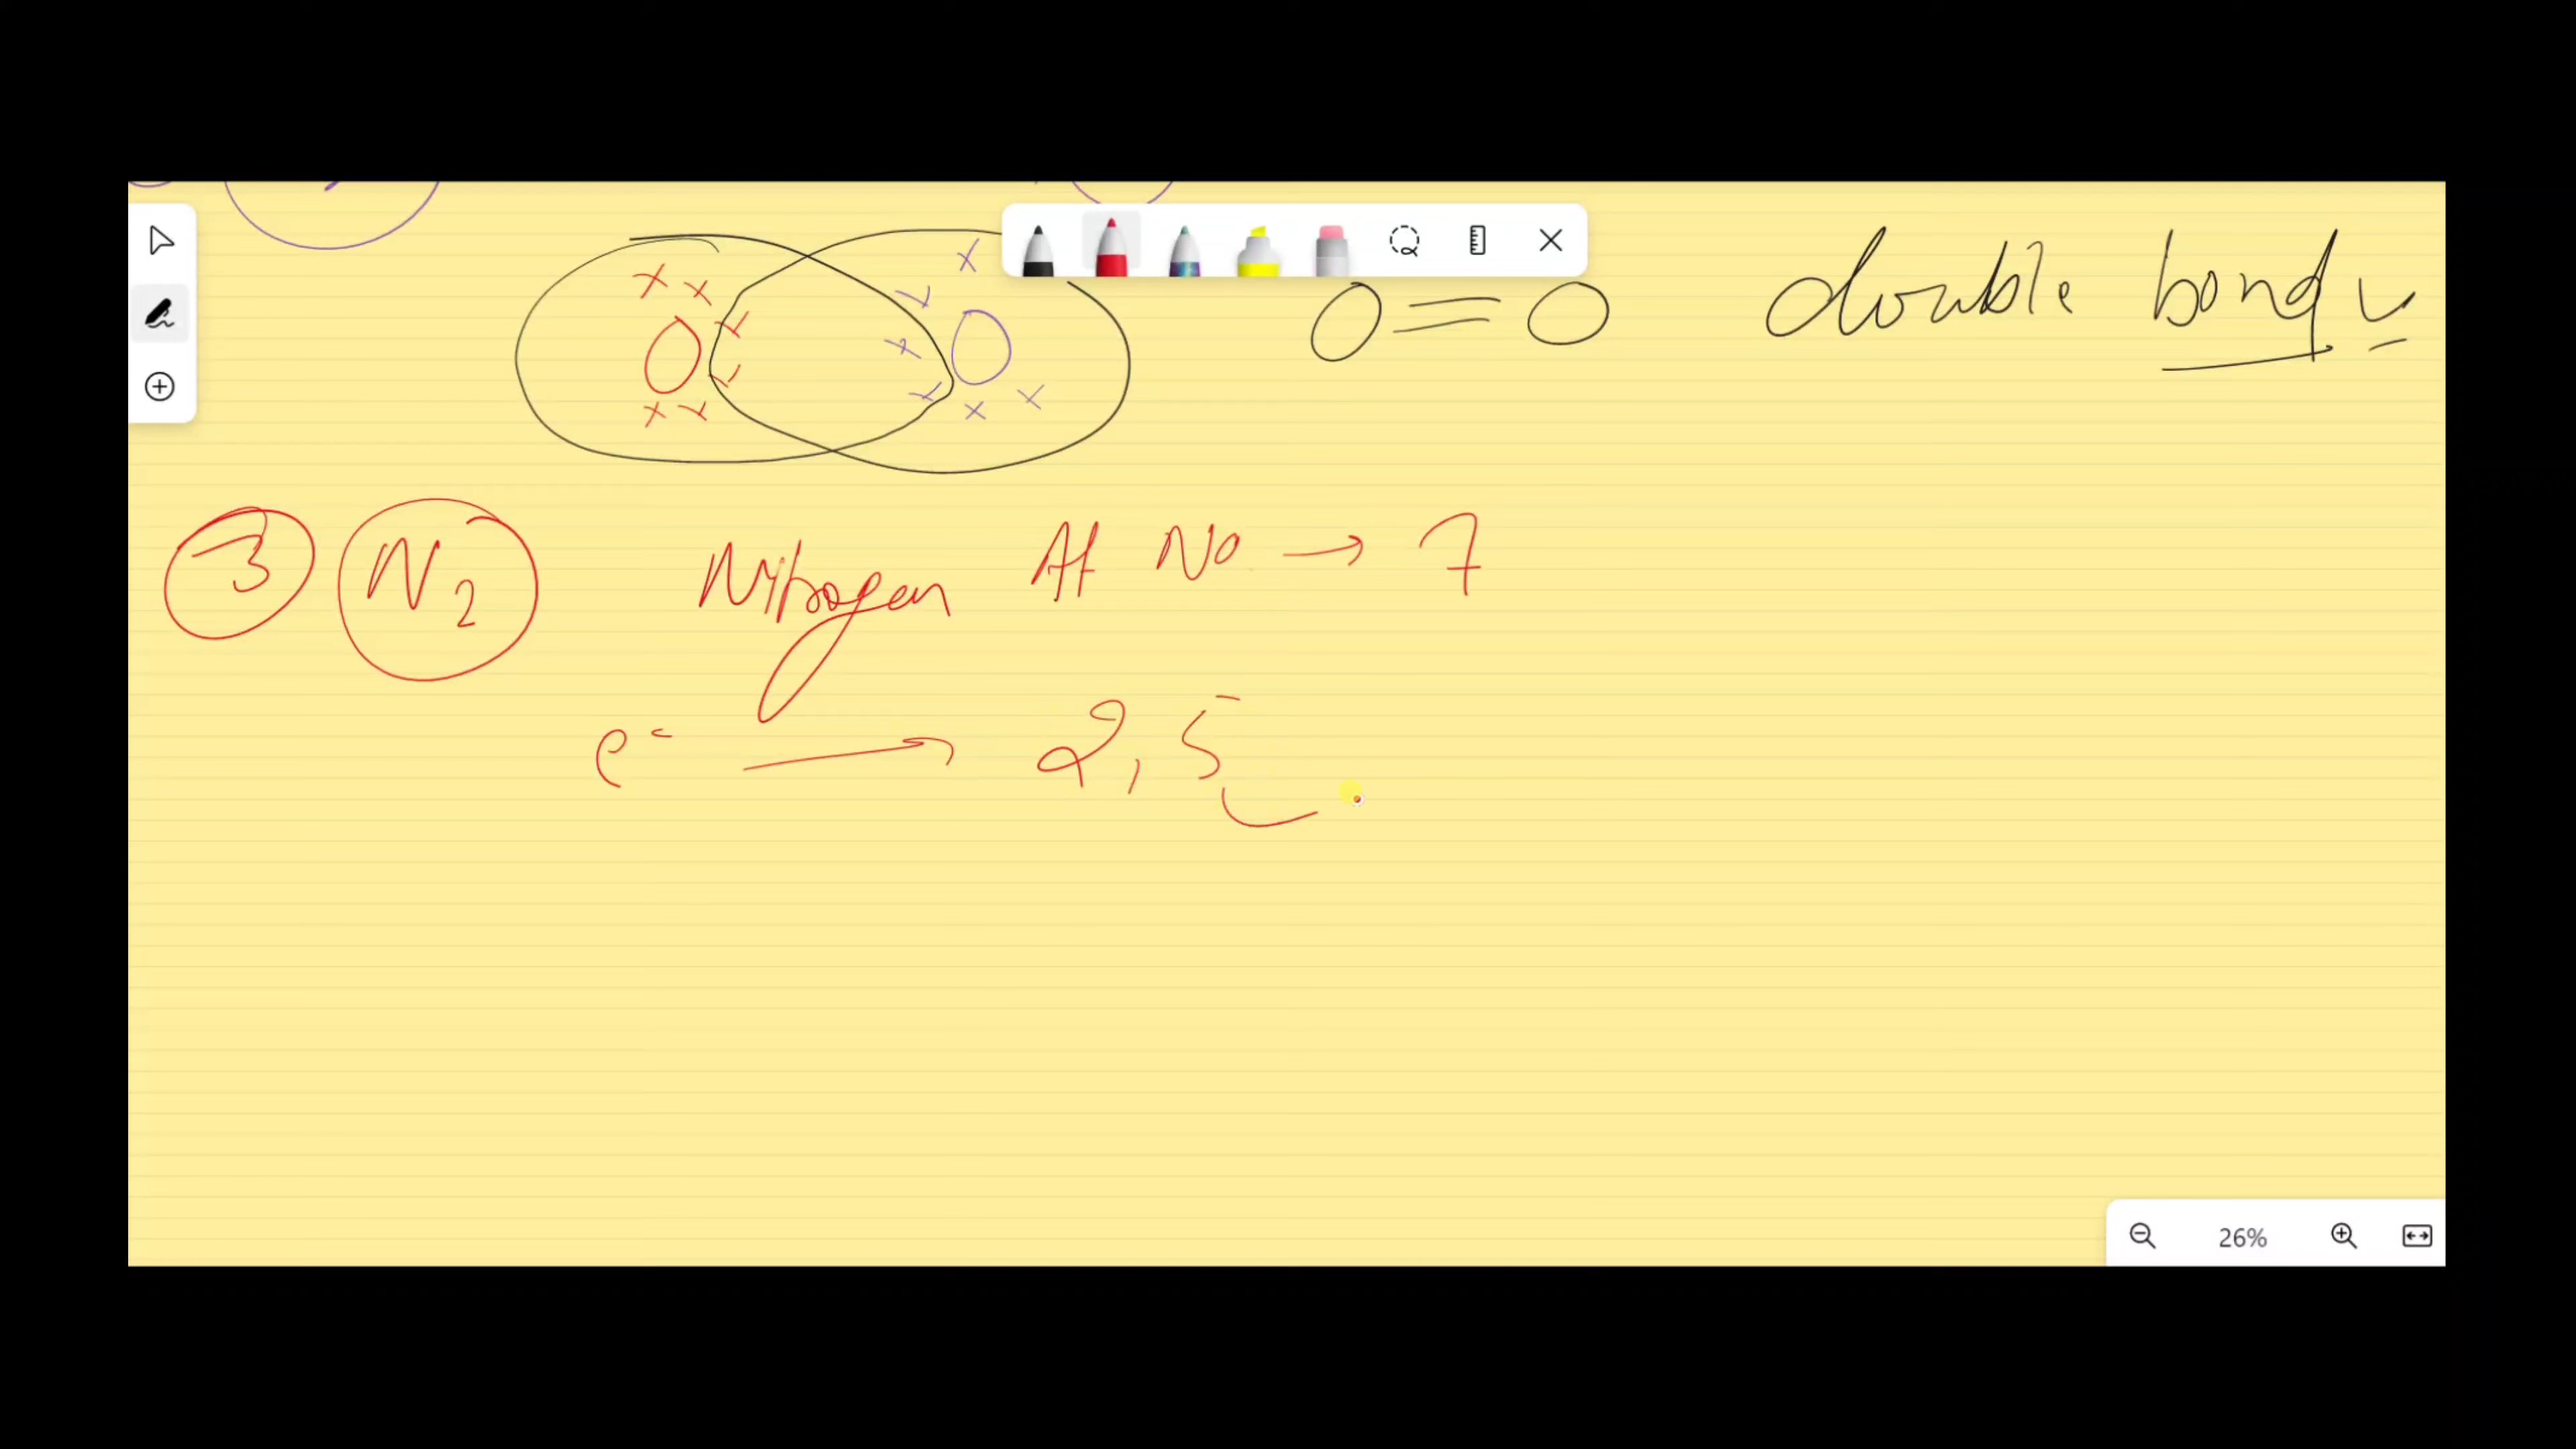 O O O = O double bond
3 N2 Nitrogen At No → 7
e- → 2, 5
26%